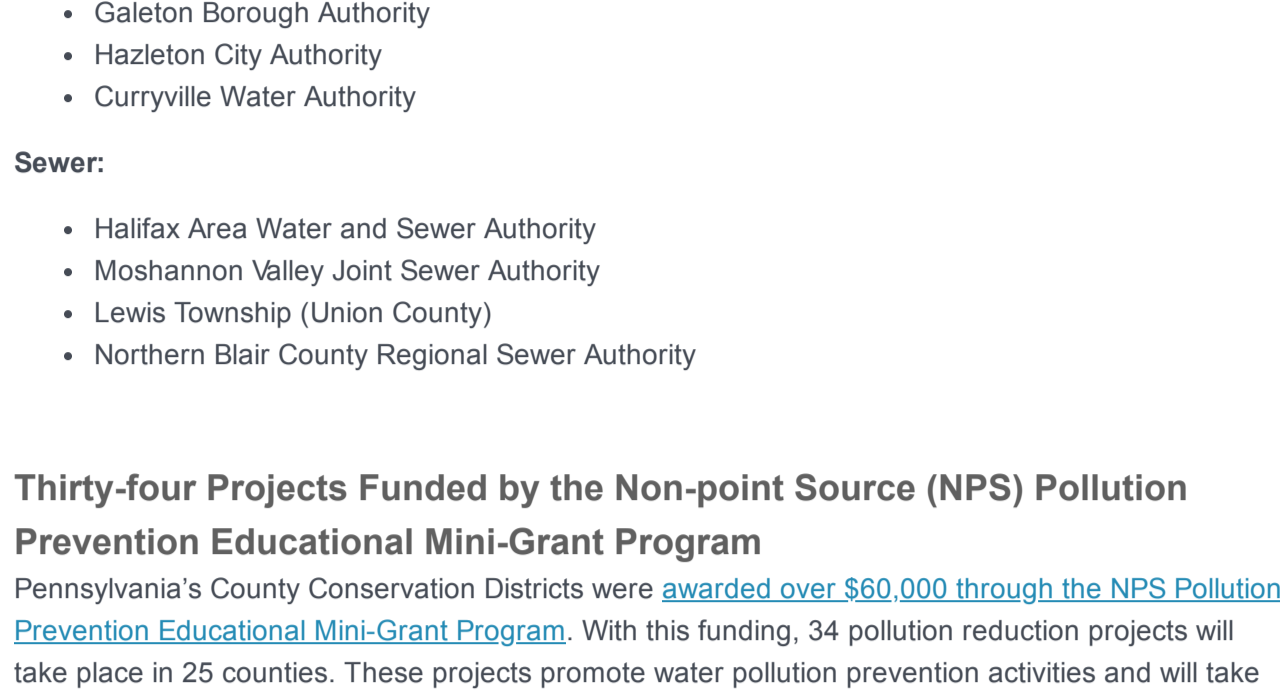 • Galeton Borough Authority
• Hazleton City Authority
• Curryville Water Authority
Sewer:
• Halifax Area Water and Sewer Authority
• Moshannon Valley Joint Sewer Authority
• Lewis Township (Union County)
• Northern Blair County Regional Sewer Authority
Thirty-four Projects Funded by the Non-point Source (NPS) Pollution
Prevention Educational Mini-Grant Program
Pennsylvania’s County Conservation Districts were awarded over $60,000 through the NPS Pollution
Prevention Educational Mini-Grant Program. With this funding, 34 pollution reduction projects will
take place in 25 counties. These projects promote water pollution prevention activities and will take